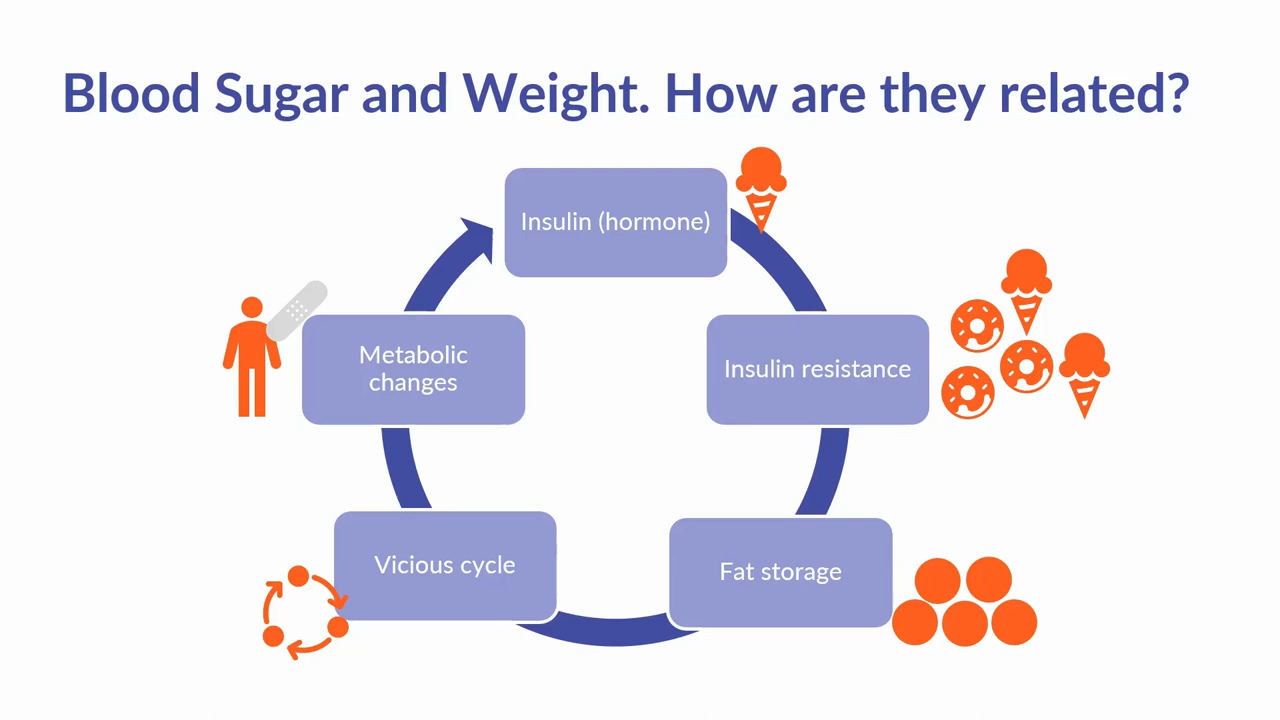 Blood Sugar and Weight. How are they related?
Insulin (hormone)
Insulin resistance
Fat storage
Vicious cycle
Metabolic
changes